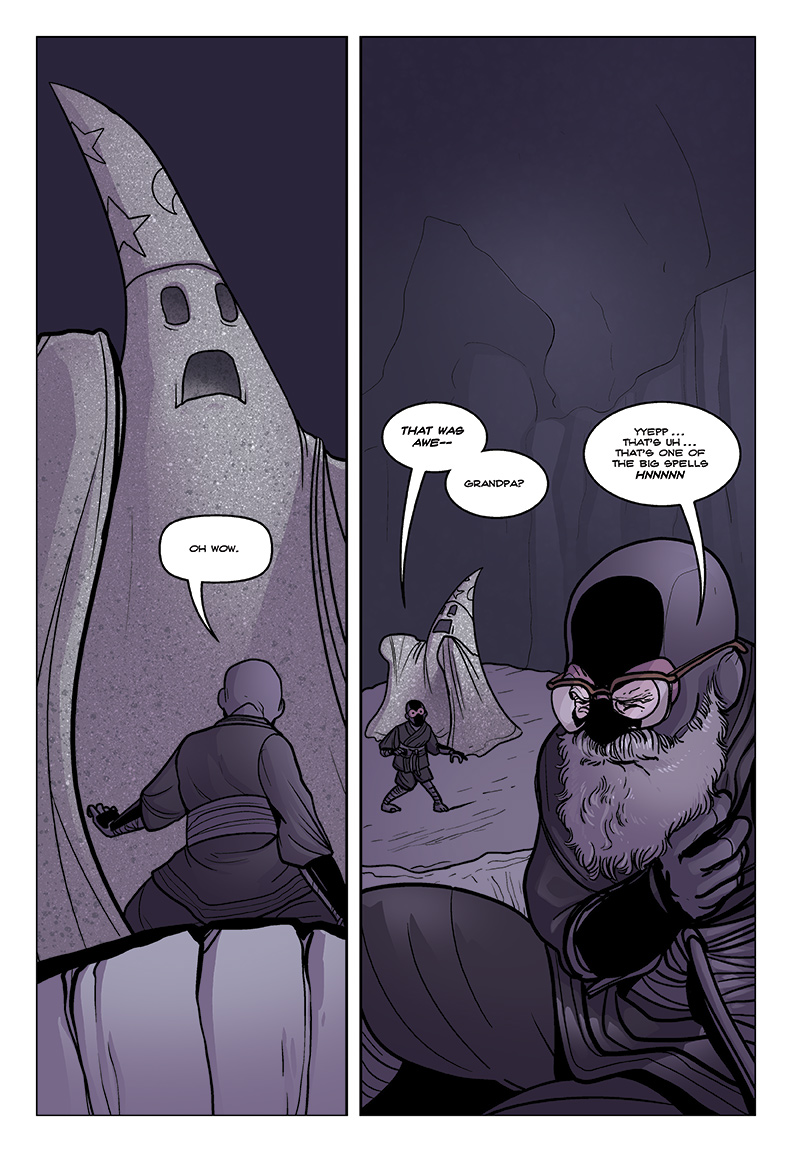 OH WOW.
THAT WAS
AWE--
GRANDPA?
YYEPP...
THAT'S UH...
THAT'S ONE OF
THE BIG SPELLS
HNNNNN